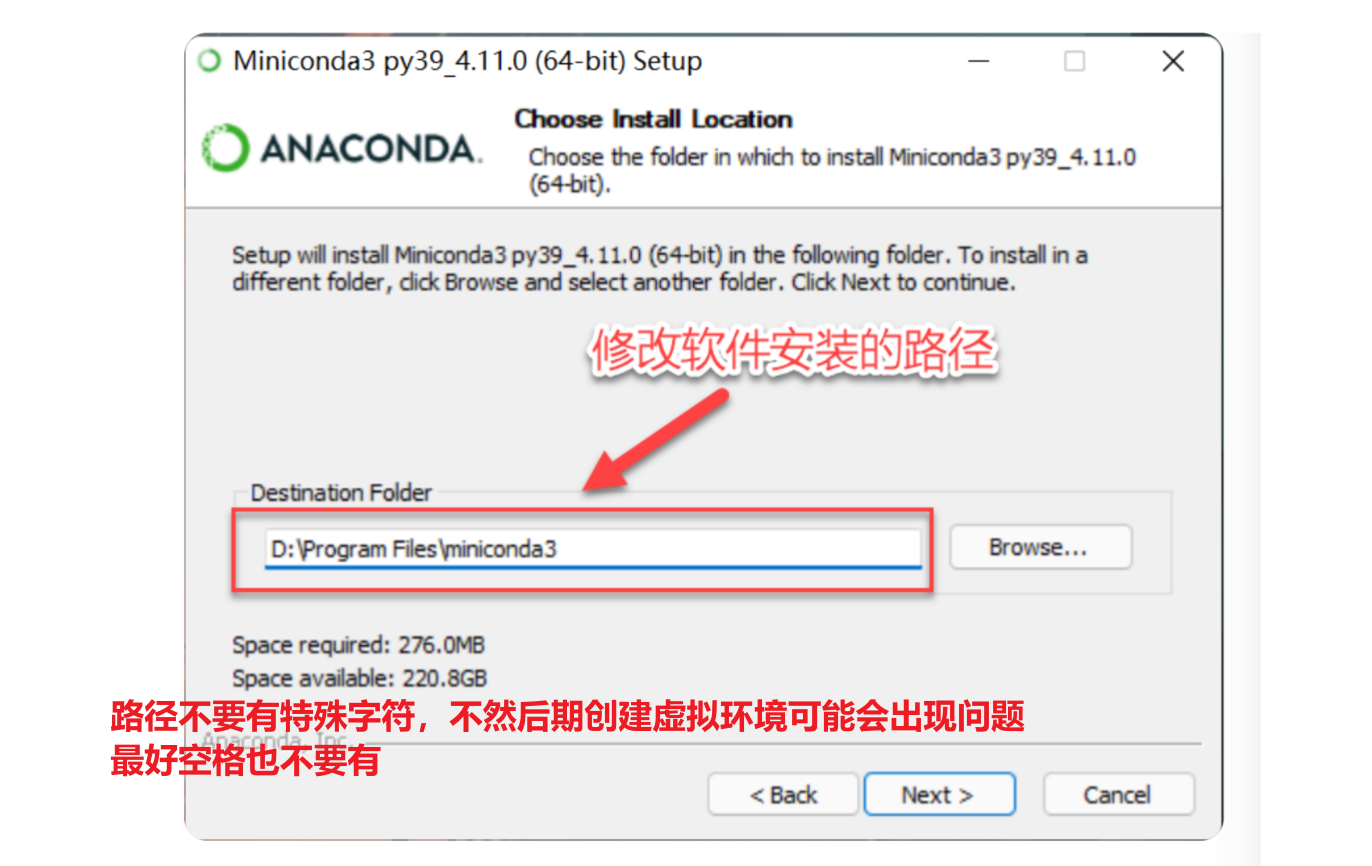 Miniconda3 py39_4.11.0 (64-bit) Setup
ANACONDA.
Choose Install Location
Choose the folder in which to install Miniconda3 py39_4.11.0
(64-bit).
Setup will install Miniconda3 py39_4.11.0 (64-bit) in the following folder. To install in a
different folder, click Browse and select another folder. Click Next to continue.
修改软件安装的路径
Destination Folder
D:\Program Files\miniconda3
Browse...
Space required: 276.0MB
Space available: 220.8GB
路径不要有特殊字符，不然后期创建虚拟环境可能会出现问题
Anaconda, Inc.
最好空格也不要有
< Back
Next >
Cancel